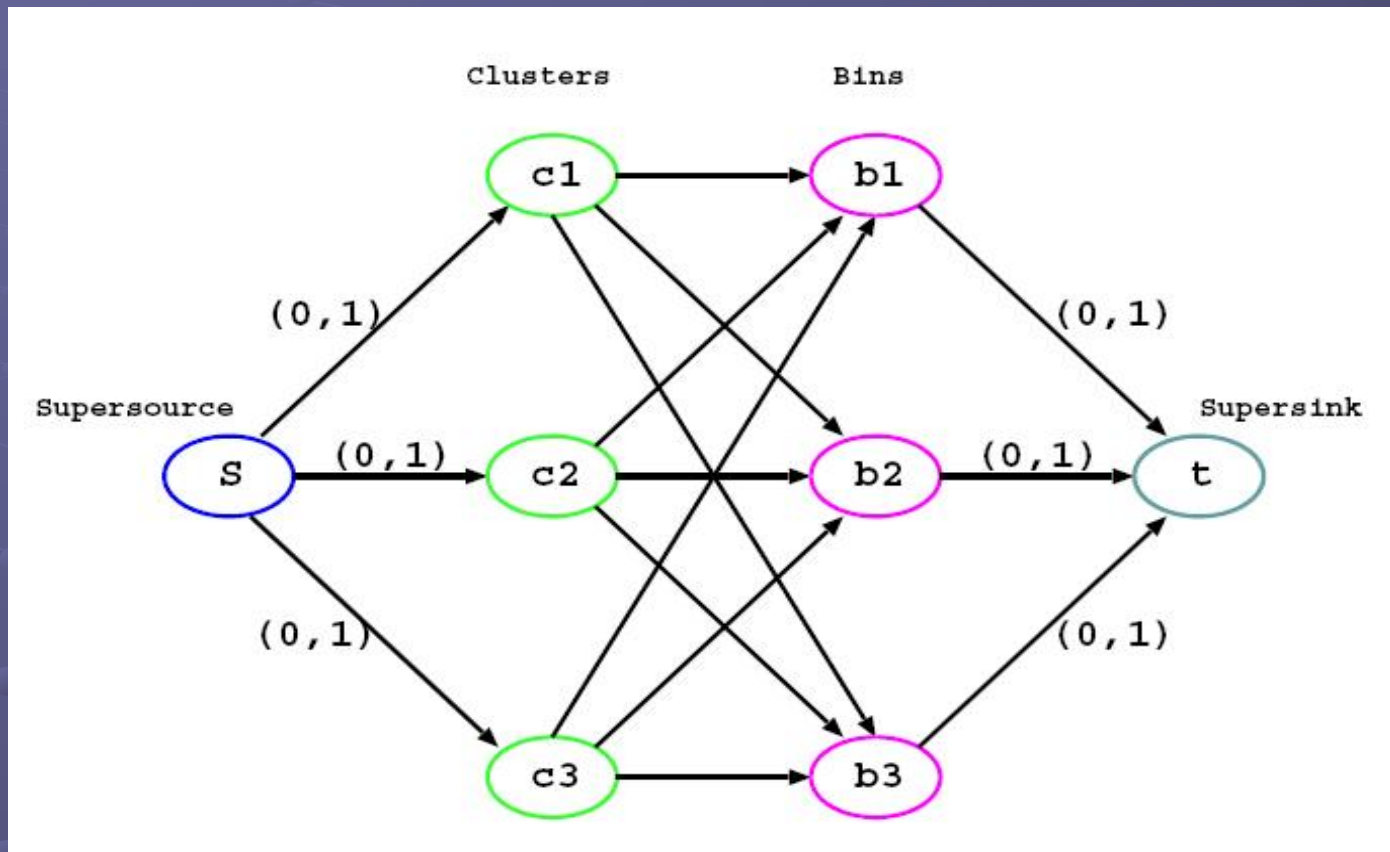 Clusters
Bins
c1
b1
(0,1)
(0,1)
Supersource
Supersink
S
(0,1)
c2
b2
(0,1)
t
(0,1)
(0,1)
c3
b3